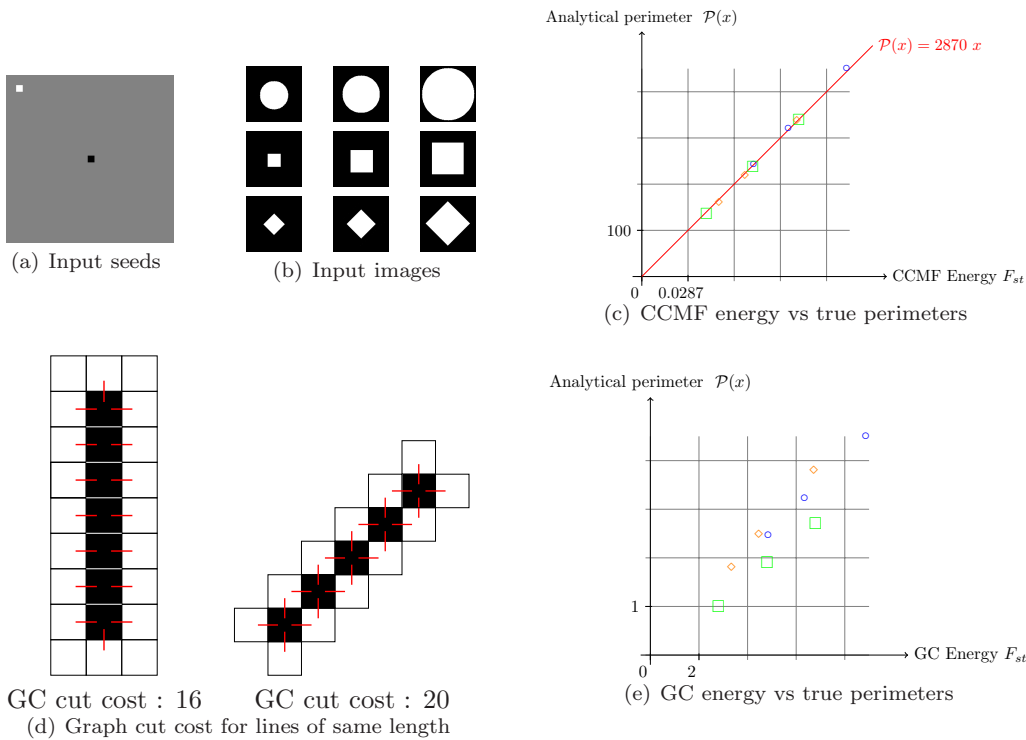 (a) Input seeds
(b) Input images
Analytical perimeter P(x)
P(x) = 2870 x
100
0
0.0287
CCMF Energy F_st
(c) CCMF energy vs true perimeters
GC cut cost : 16
GC cut cost : 20
(d) Graph cut cost for lines of same length
Analytical perimeter P(x)
1
0
2
GC Energy F_st
(e) GC energy vs true perimeters